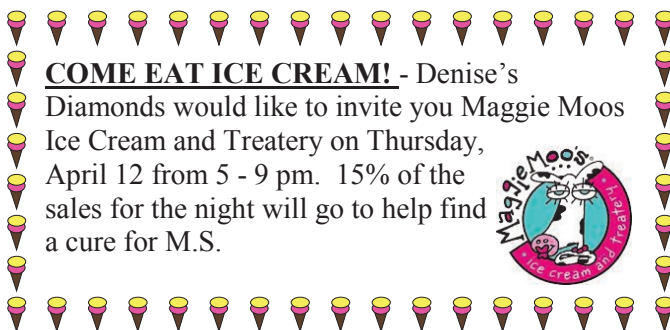 COME EAT ICE CREAM! - Denise's
Diamonds would like to invite you Maggie Moos
Ice Cream and Treatery on Thursday,
April 12 from 5 - 9 pm.  15% of the
sales for the night will go to help find
a cure for M.S.
Maggie Moo's
ice cream and treatery